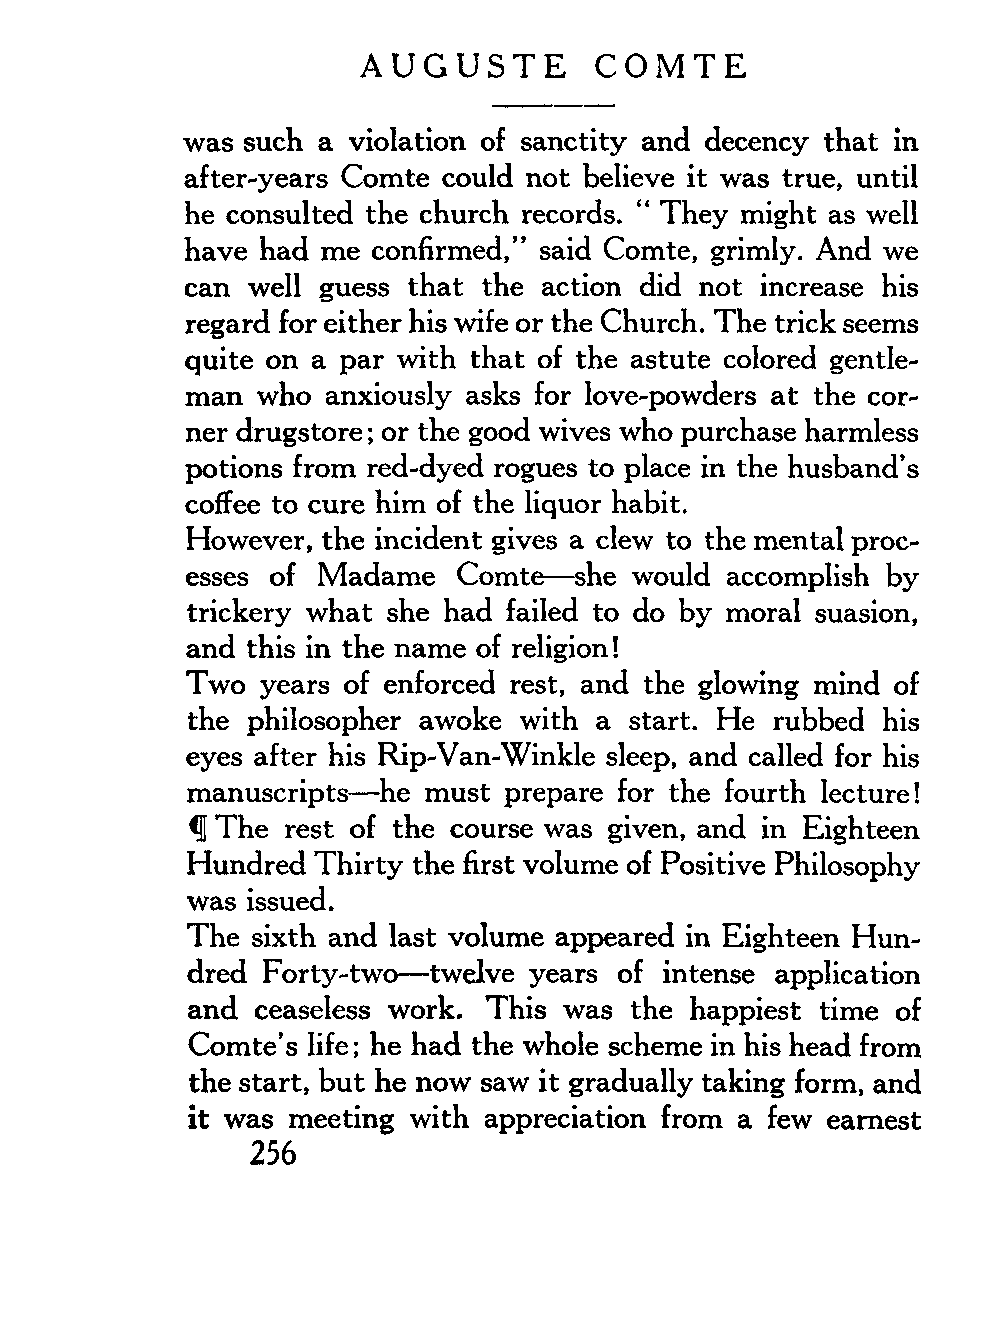 AUGUSTE COMTE
was such a violation of sanctity and decency that in
after-years Comte could not believe it was true, until
he consulted the church records. “ They might as well
have had me confirmed,” said Comte, grimly. And we
can well guess that the action did not increase his
regard for either his wife or the Church. The trick seems
quite on a par with that of the astute colored gentle-
man who anxiously asks for love-powders at the cor-
ner drugstore; or the good wives who purchase harmless
potions from red-dyed rogues to place in the husband's
coffee to cure him of the liquor habit.
However, the incident gives a clew to the mental proc-
esses of Madame Comte—she would accomplish by
trickery what she had failed to do by moral suasion,
and this in the name of religion!
Two years of enforced rest, and the glowing mind of
the philosopher awoke with a start. He rubbed his
eyes after his Rip-Van-Winkle sleep, and called for his
manuscripts—he must prepare for the fourth lecture!
¶ The rest of the course was given, and in Eighteen
Hundred Thirty the first volume of Positive Philosophy
was issued.
The sixth and last volume appeared in Eighteen Hun-
dred Forty-two—twelve years of intense application
and ceaseless work. This was the happiest time of
Comte's life; he had the whole scheme in his head from
the start, but he now saw it gradually taking form, and
it was meeting with appreciation from a few earnest
256